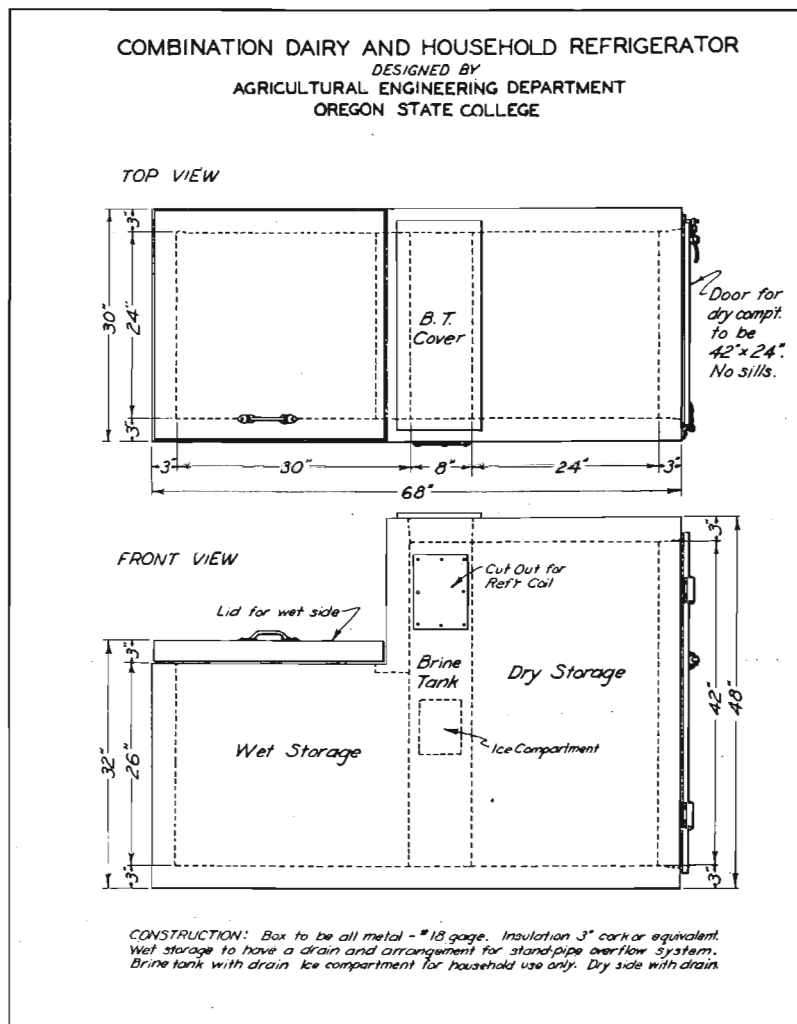 COMBINATION DAIRY AND HOUSEHOLD REFRIGERATOR
DESIGNED BY
AGRICULTURAL ENGINEERING DEPARTMENT
OREGON STATE COLLEGE
TOP VIEW
3"
30"
24"
3"
B.T.
Cover
Door for
dry comp't.
to be
42"x24".
No sills.
3" 30" 8" 24" 3"
68"
FRONT VIEW
Lid for wet side
Cut Out for
Ref'r Coil
3"
3"
Brine
Tank
Dry Storage
42"
48"
32"
26"
Wet Storage
Ice Compartment
3"
3"
CONSTRUCTION: Box to be all metal - #18 gage. Insulation 3" cork or equivalent.
Wet storage to have a drain and arrangement for stand-pipe overflow system.
Brine tank with drain Ice compartment for household use only. Dry side with drain.